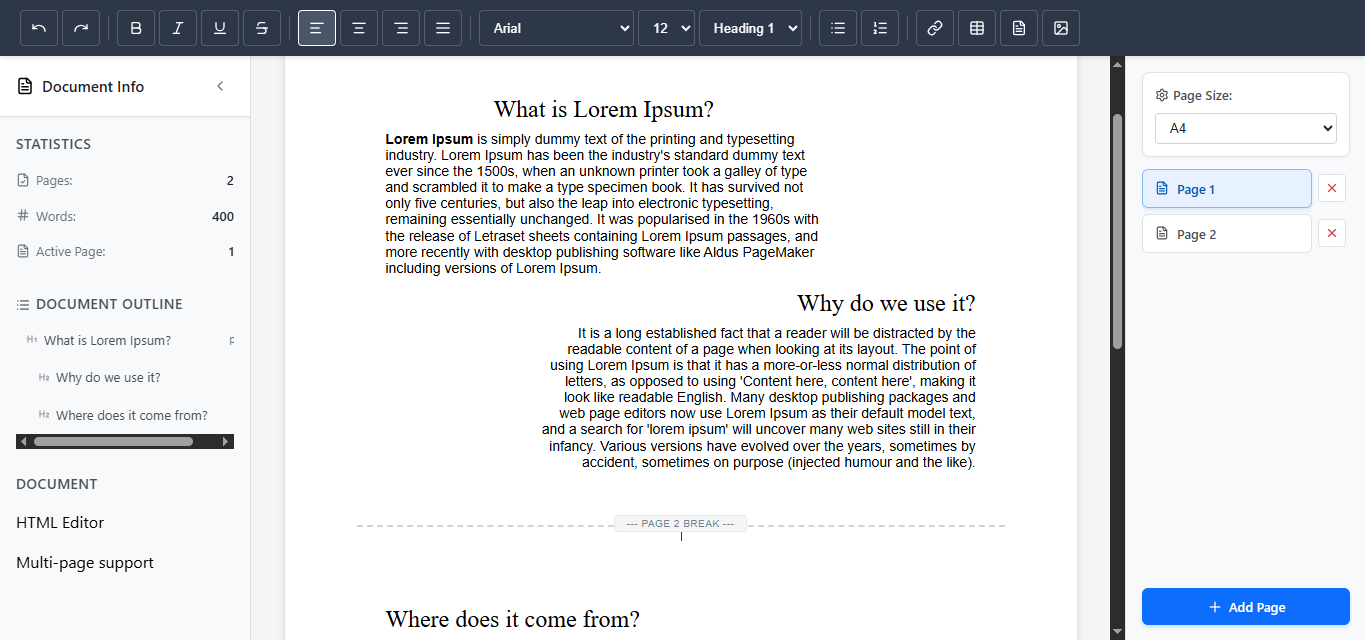 Arial 12 Heading 1
Document Info
STATISTICS
Pages: 2
Words: 400
Active Page: 1
DOCUMENT OUTLINE
H1 What is Lorem Ipsum?
H2 Why do we use it?
H2 Where does it come from?
DOCUMENT
HTML Editor
Multi-page support
What is Lorem Ipsum?
Lorem Ipsum is simply dummy text of the printing and typesetting
industry. Lorem Ipsum has been the industry's standard dummy text
ever since the 1500s, when an unknown printer took a galley of type
and scrambled it to make a type specimen book. It has survived not
only five centuries, but also the leap into electronic typesetting,
remaining essentially unchanged. It was popularised in the 1960s with
the release of Letraset sheets containing Lorem Ipsum passages, and
more recently with desktop publishing software like Aldus PageMaker
including versions of Lorem Ipsum.
Why do we use it?
It is a long established fact that a reader will be distracted by the
readable content of a page when looking at its layout. The point of
using Lorem Ipsum is that it has a more-or-less normal distribution of
letters, as opposed to using 'Content here, content here', making it
look like readable English. Many desktop publishing packages and
web page editors now use Lorem Ipsum as their default model text,
and a search for 'lorem ipsum' will uncover many web sites still in their
infancy. Various versions have evolved over the years, sometimes by
accident, sometimes on purpose (injected humour and the like).
--- PAGE 2 BREAK ---
Where does it come from?
Page Size:
A4
Page 1
Page 2
+ Add Page